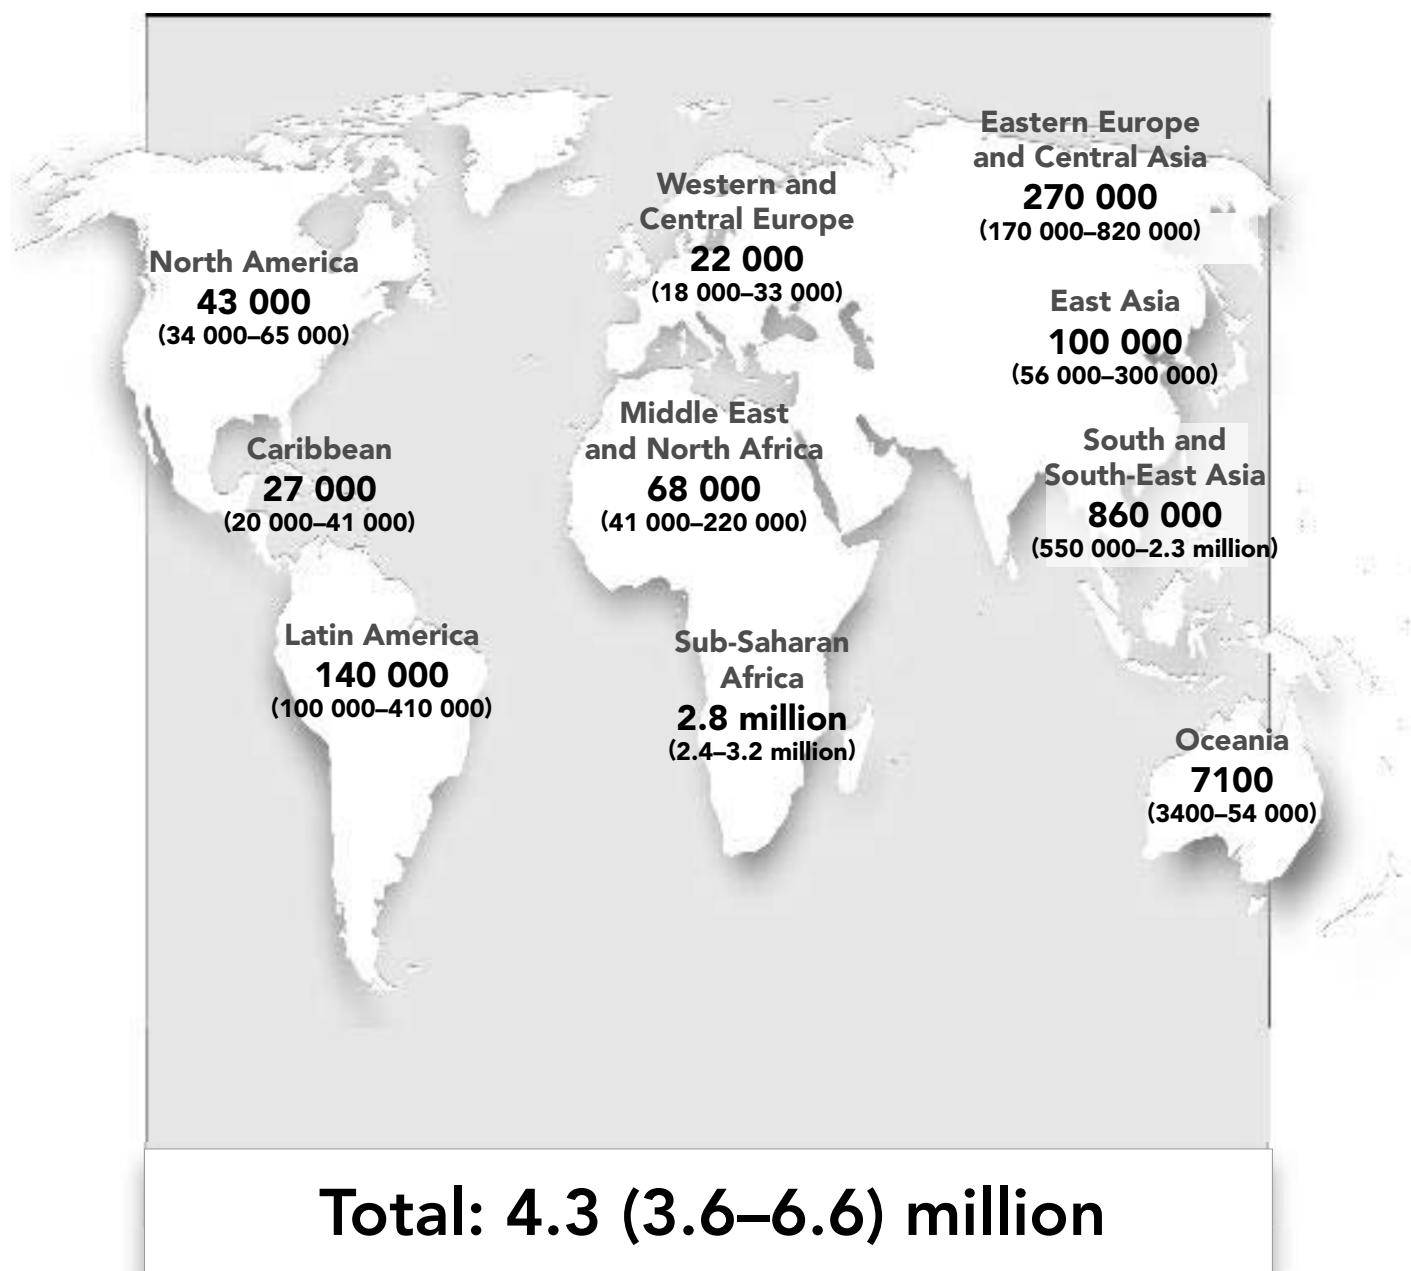 Eastern Europe
and Central Asia
270 000
(170 000–820 000)
Western and
Central Europe
22 000
(18 000–33 000)
North America
43 000
(34 000–65 000)
East Asia
100 000
(56 000–300 000)
Middle East
and North Africa
68 000
(41 000–220 000)
Caribbean
27 000
(20 000–41 000)
South and
South-East Asia
860 000
(550 000–2.3 million)
Latin America
140 000
(100 000–410 000)
Sub-Saharan
Africa
2.8 million
(2.4–3.2 million)
Oceania
7100
(3400–54 000)
Total: 4.3 (3.6–6.6) million